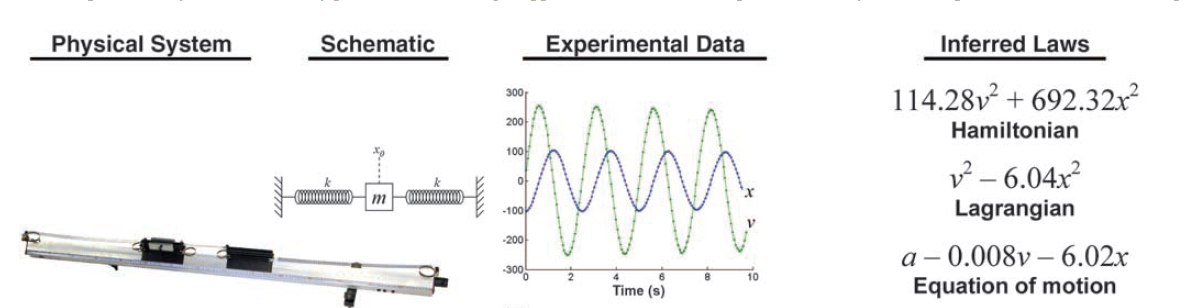 Physical System
Schematic
Experimental Data
Inferred Laws
x₀
k
m
k
300
200
100
0
-100
-200
-300
0 2 4 6 8 10
Time (s)
x
v
114.28v² + 692.32x²
Hamiltonian
v² – 6.04x²
Lagrangian
a – 0.008v – 6.02x
Equation of motion